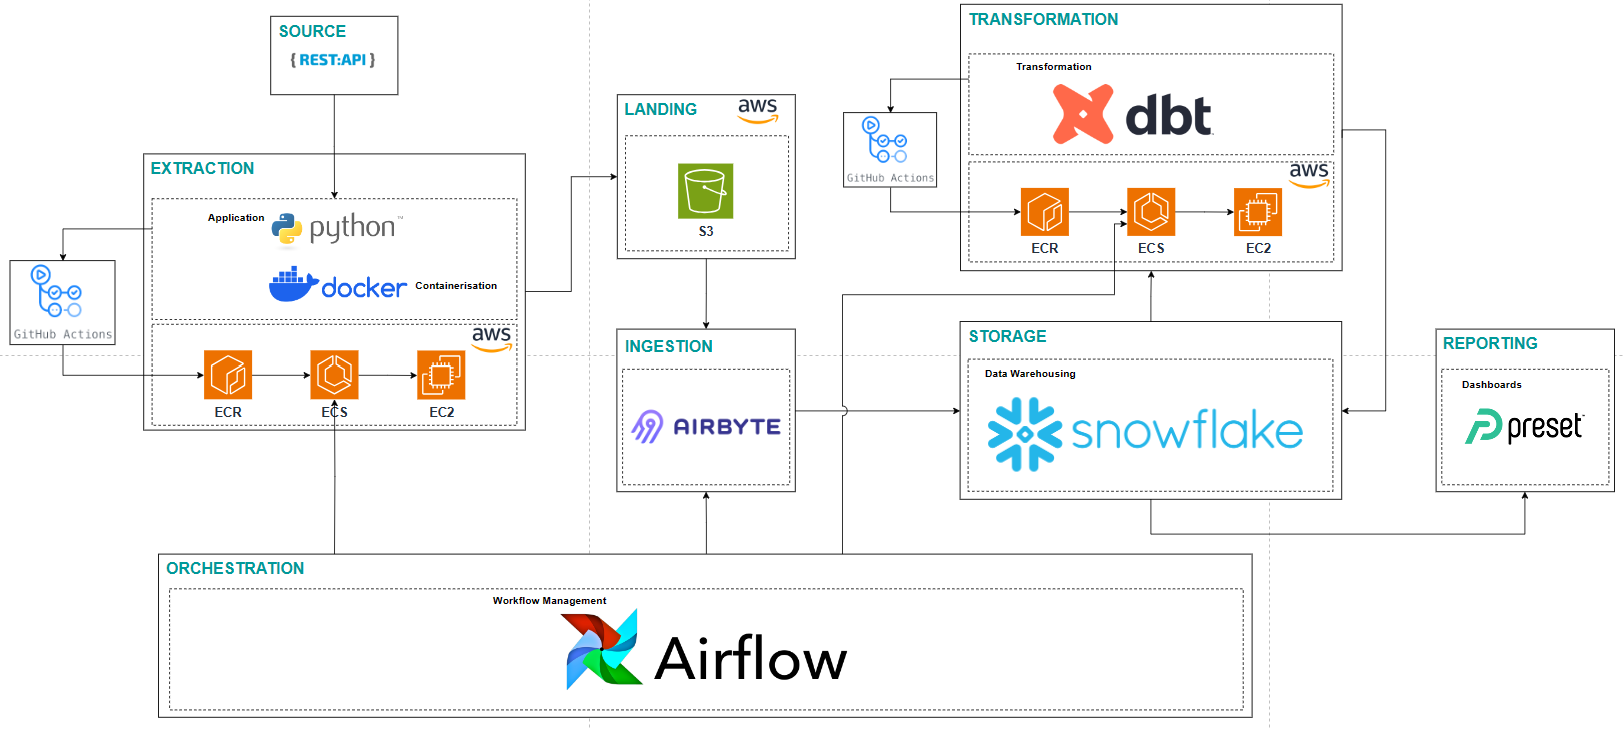 SOURCE
{ REST:API }
EXTRACTION
Application
python™
docker
Containerisation
GitHub Actions
aws
ECR
ECS
EC2
LANDING
aws
S3
INGESTION
AIRBYTE
TRANSFORMATION
Transformation
dbt
GitHub Actions
aws
ECR
ECS
EC2
STORAGE
Data Warehousing
snowflake
REPORTING
Dashboards
preset™
ORCHESTRATION
Workflow Management
Airflow